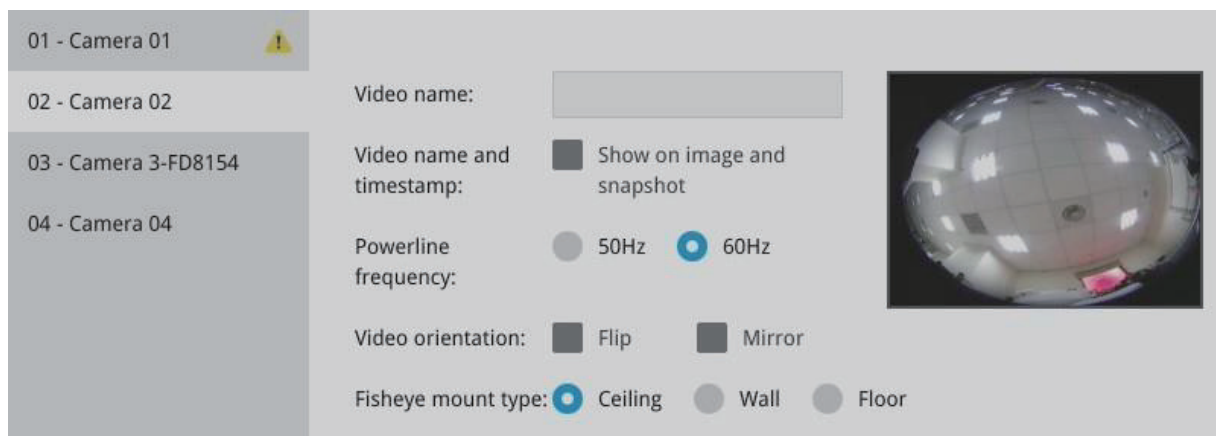 01 - Camera 01
02 - Camera 02
03 - Camera 3-FD8154
04 - Camera 04
Video name:
Video name and
timestamp:
Show on image and
snapshot
Powerline
frequency:
50Hz
60Hz
Video orientation:
Flip
Mirror
Fisheye mount type:
Ceiling
Wall
Floor